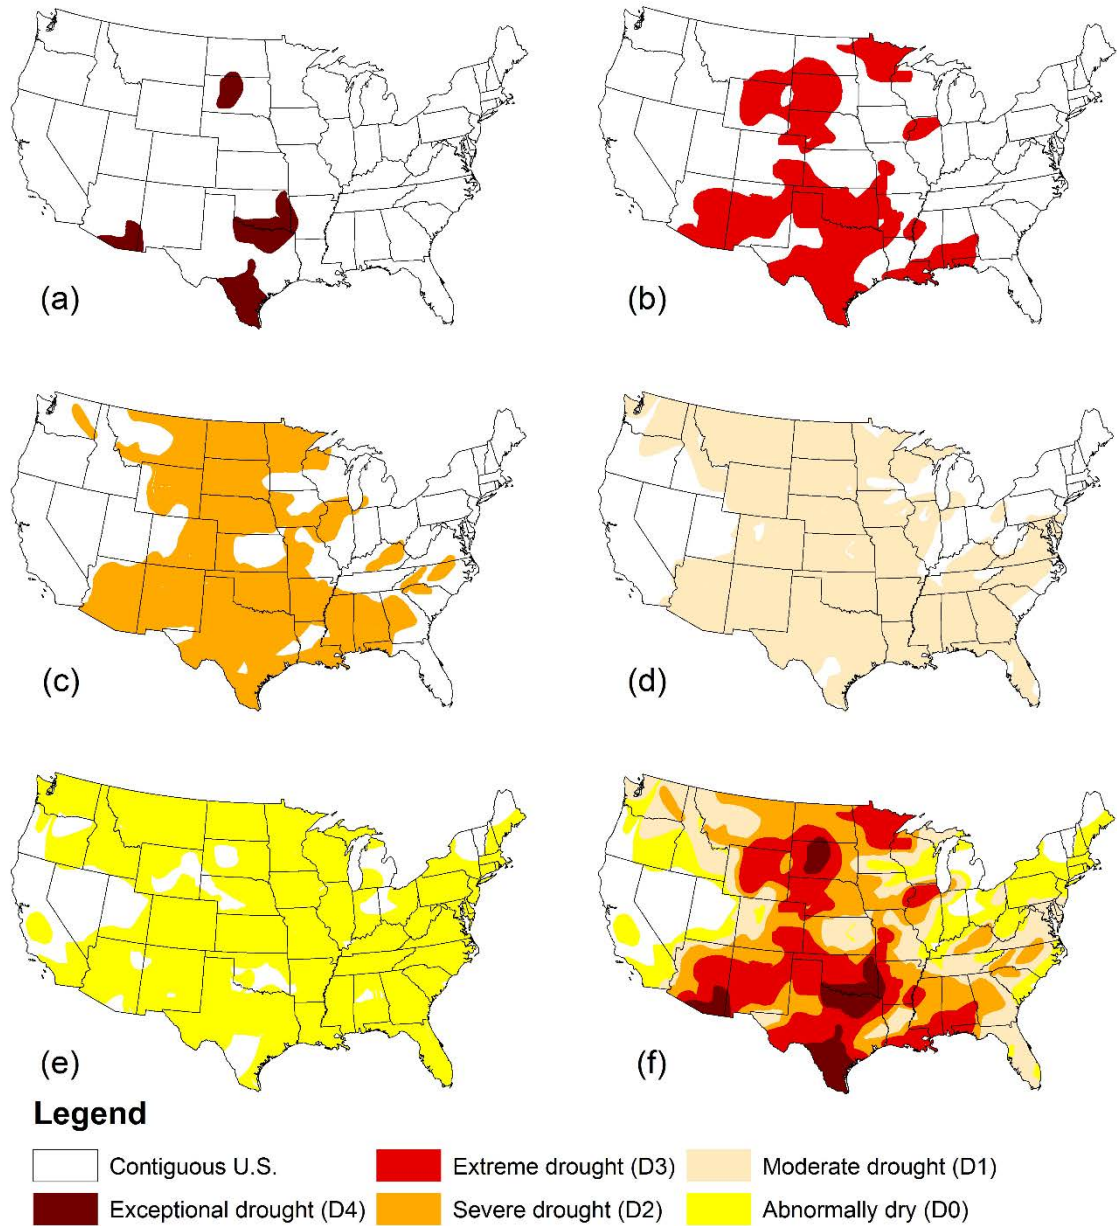 (a)
(b)
(c)
(d)
(e)
(f)
Legend
Contiguous U.S.
Extreme drought (D3)
Moderate drought (D1)
Exceptional drought (D4)
Severe drought (D2)
Abnormally dry (D0)